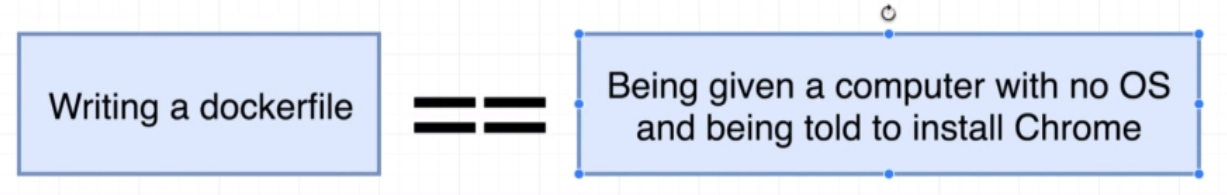 Writing a dockerfile
==
Being given a computer with no OS
and being told to install Chrome